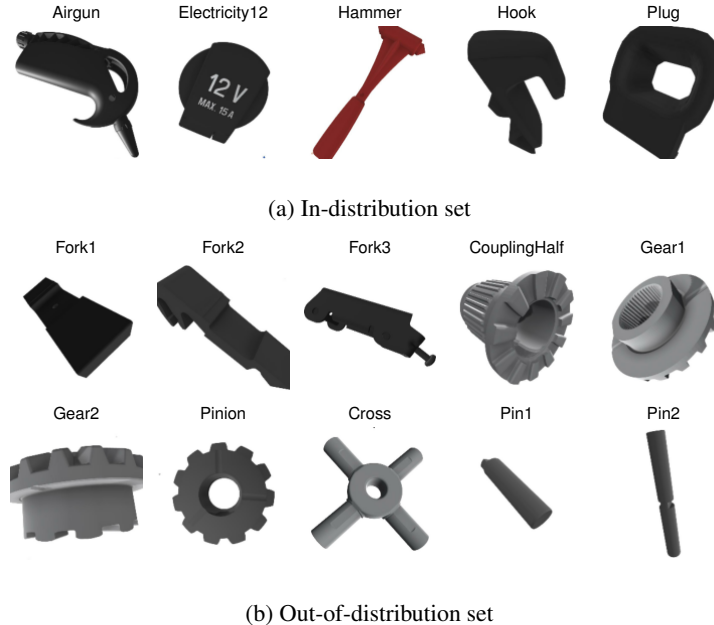 Airgun Electricity12 Hammer Hook Plug
12 V
MAX. 15A
(a) In-distribution set
Fork1 Fork2 Fork3 CouplingHalf Gear1
Gear2 Pinion Cross Pin1 Pin2
(b) Out-of-distribution set